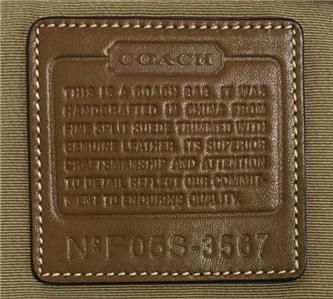 COACH
THIS IS A COACH BAG. IT WAS
HANDCRAFTED IN CHINA FROM
FINE SPLIT SUEDE TRIMMED WITH
GENUINE LEATHER. ITS SUPERIOR
CRAFTSMANSHIP AND ATTENTION
TO DETAIL REFLECT OUR COMMIT-
MENT TO ENDURING QUALITY.
Nº F05S-3567